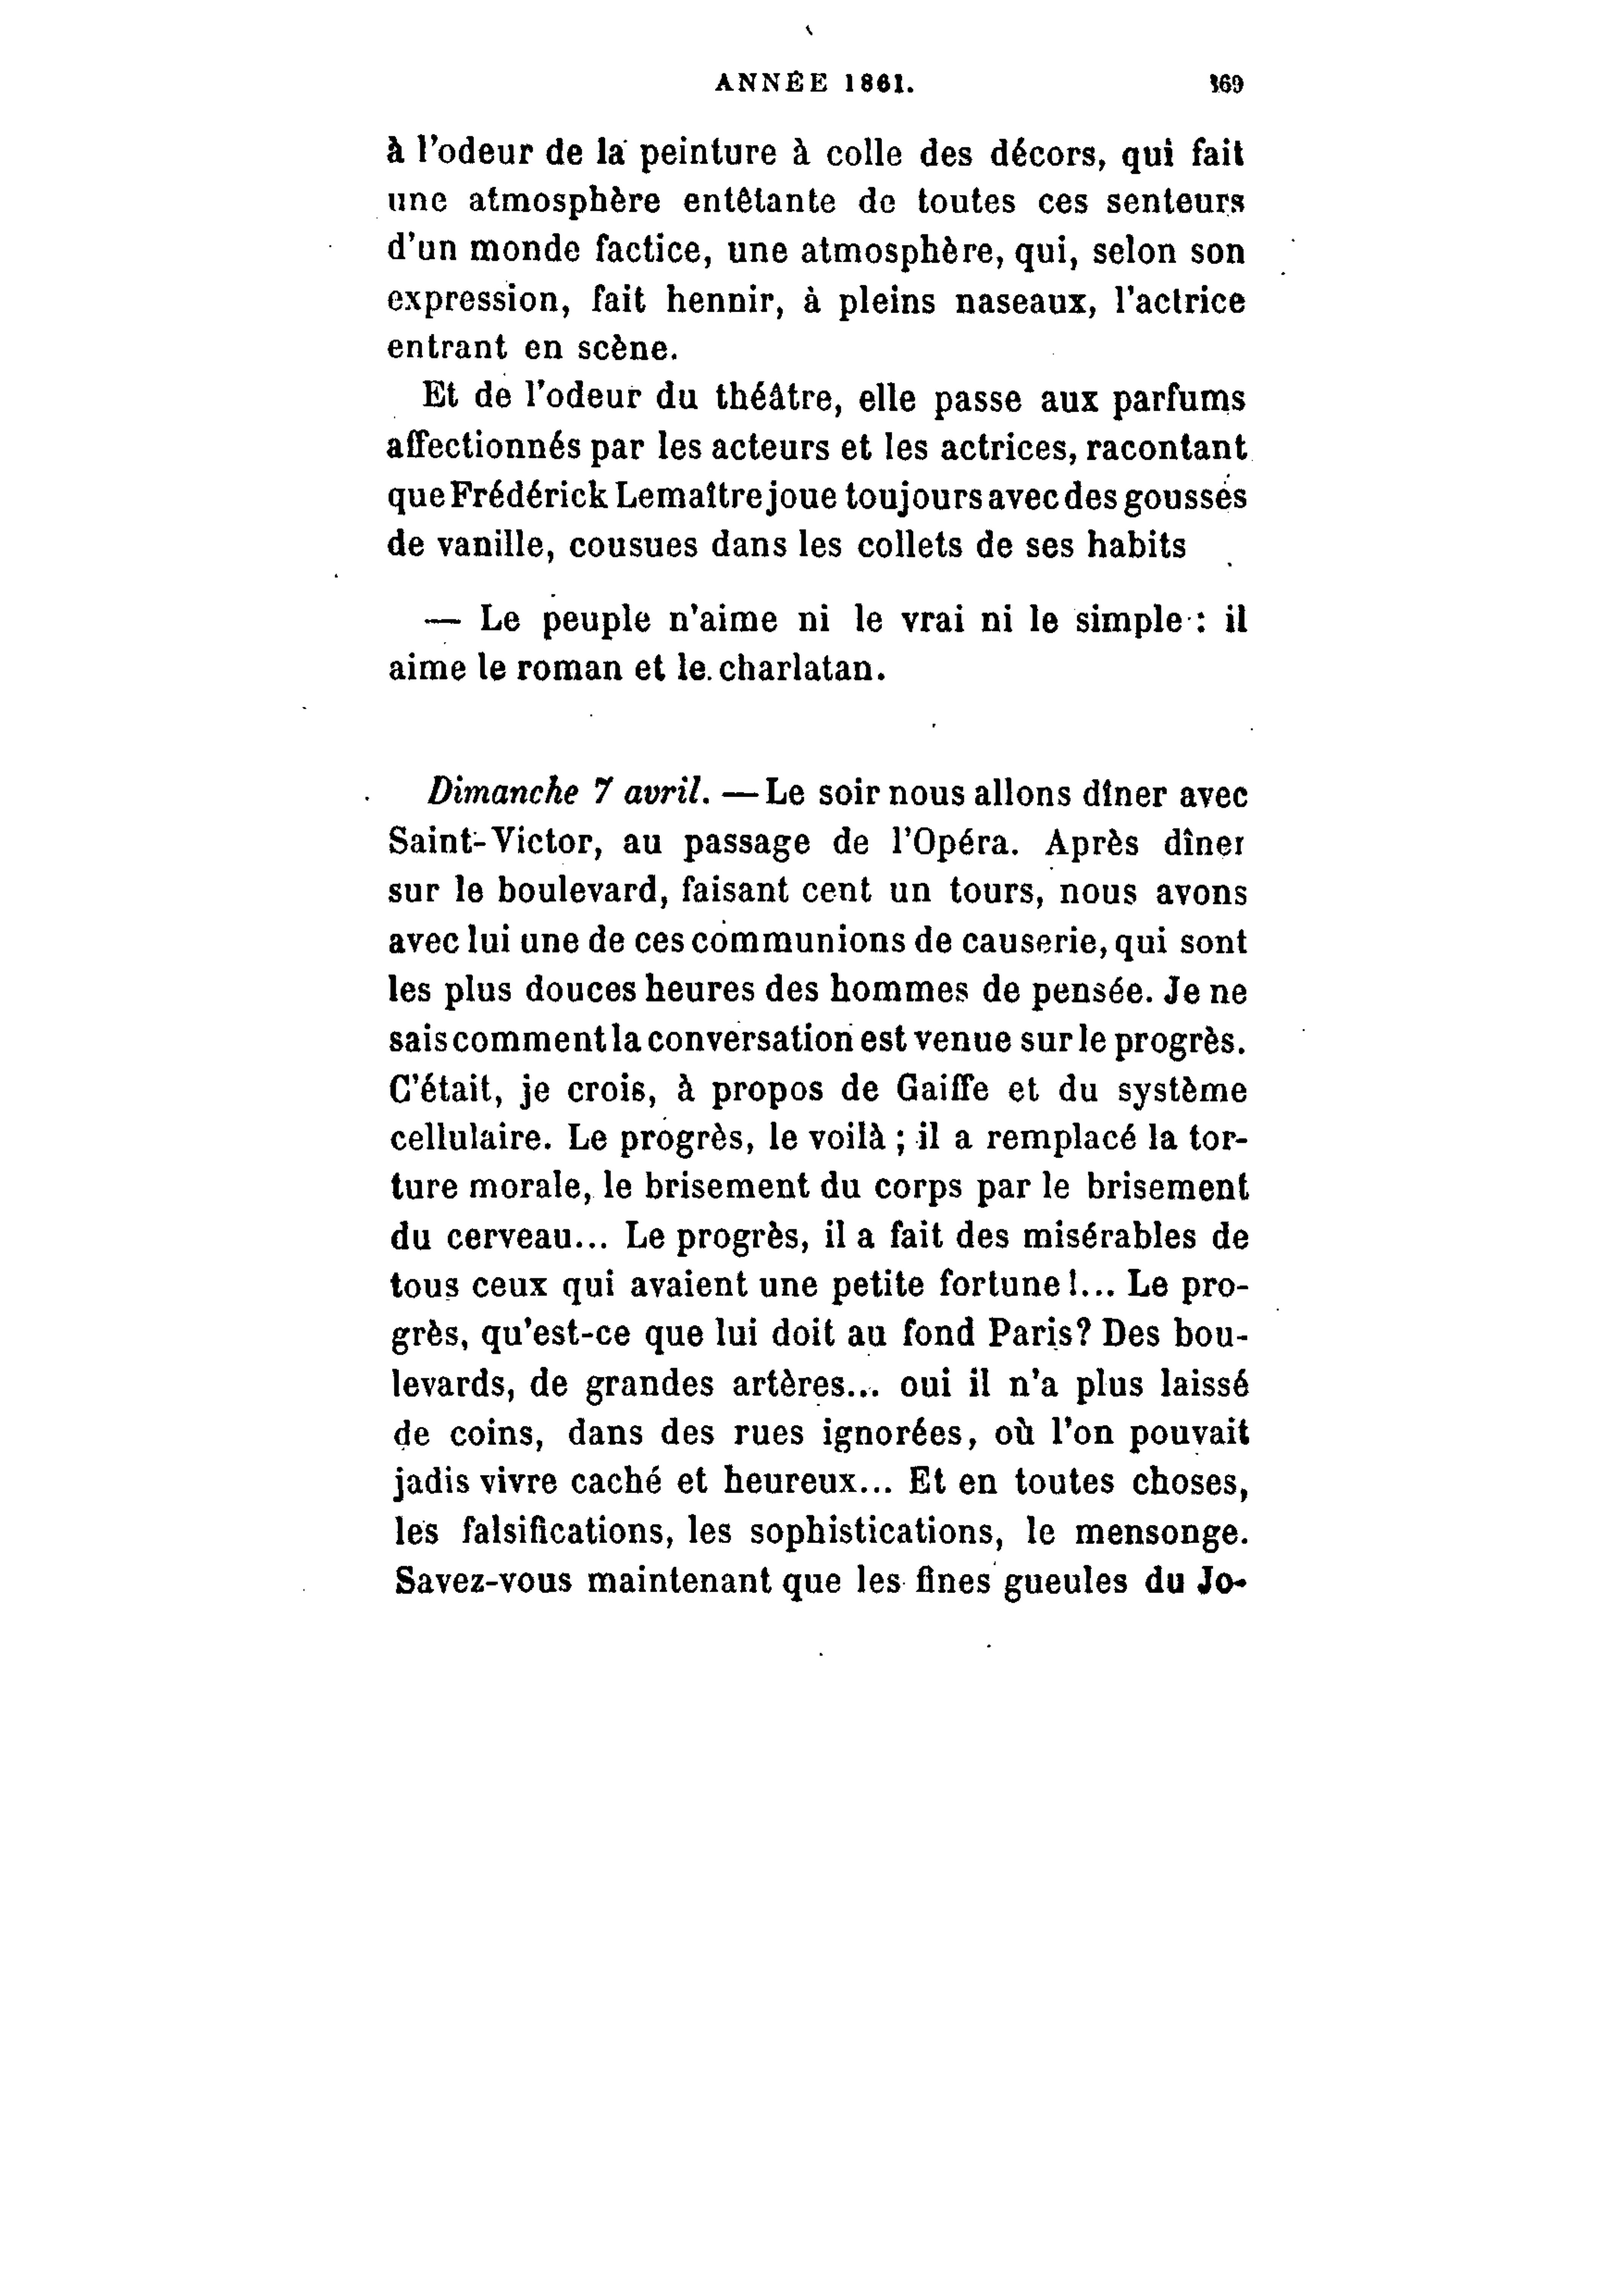 ANNÉE 1861. 369
à l'odeur de la peinture à colle des décors, qui fait
une atmosphère entêtante de toutes ces senteurs
d'un monde factice, une atmosphère, qui, selon son
expression, fait hennir, à pleins naseaux, l'actrice
entrant en scène.
Et de l'odeur du théâtre, elle passe aux parfums
affectionnés par les acteurs et les actrices, racontant
que Frédérick Lemaître joue toujours avec des gousses
de vanille, cousues dans les collets de ses habits
— Le peuple n'aime ni le vrai ni le simple : il
aime le roman et le charlatan.
Dimanche 7 avril. — Le soir nous allons dîner avec
Saint-Victor, au passage de l'Opéra. Après dîner
sur le boulevard, faisant cent un tours, nous avons
avec lui une de ces communions de causerie, qui sont
les plus douces heures des hommes de pensée. Je ne
sais comment la conversation est venue sur le progrès.
C'était, je crois, à propos de Gaiffe et du système
cellulaire. Le progrès, le voilà ; il a remplacé la tor-
ture morale, le brisement du corps par le brisement
du cerveau... Le progrès, il a fait des misérables de
tous ceux qui avaient une petite fortune !... Le pro-
grès, qu'est-ce que lui doit au fond Paris? Des bou-
levards, de grandes artères... oui il n'a plus laissé
de coins, dans des rues ignorées, où l'on pouvait
jadis vivre caché et heureux... Et en toutes choses,
les falsifications, les sophistications, le mensonge.
Savez-vous maintenant que les fines gueules du Jo-